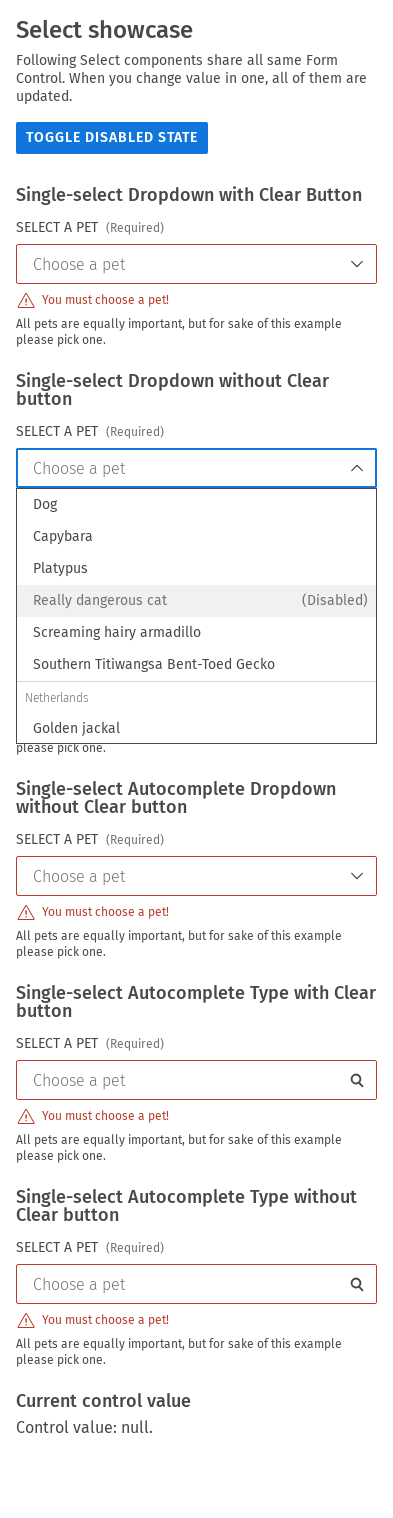 Select showcase
Following Select components share all same Form
Control. When you change value in one, all of them are
updated.
TOGGLE DISABLED STATE
Single-select Dropdown with Clear Button
SELECT A PET (Required)
Choose a pet
You must choose a pet!
All pets are equally important, but for sake of this example
please pick one.
Single-select Dropdown without Clear
button
SELECT A PET (Required)
Choose a pet
Dog
Capybara
Platypus
Really dangerous cat (Disabled)
Screaming hairy armadillo
Southern Titiwangsa Bent-Toed Gecko
Netherlands
Golden jackal
please pick one.
Single-select Autocomplete Dropdown
without Clear button
SELECT A PET (Required)
Choose a pet
You must choose a pet!
All pets are equally important, but for sake of this example
please pick one.
Single-select Autocomplete Type with Clear
button
SELECT A PET (Required)
Choose a pet
You must choose a pet!
All pets are equally important, but for sake of this example
please pick one.
Single-select Autocomplete Type without
Clear button
SELECT A PET (Required)
Choose a pet
You must choose a pet!
All pets are equally important, but for sake of this example
please pick one.
Current control value
Control value: null.